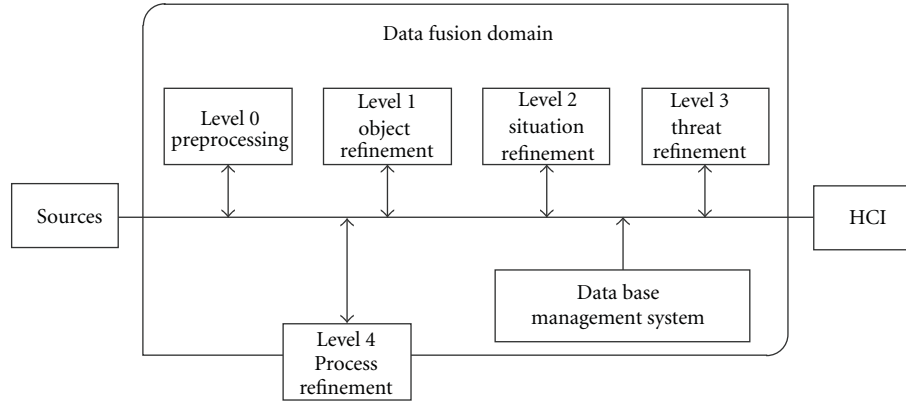 Data fusion domain
Level 0
preprocessing
Level 1
object
refinement
Level 2
situation
refinement
Level 3
threat
refinement
Sources
HCI
Data base
management system
Level 4
Process
refinement